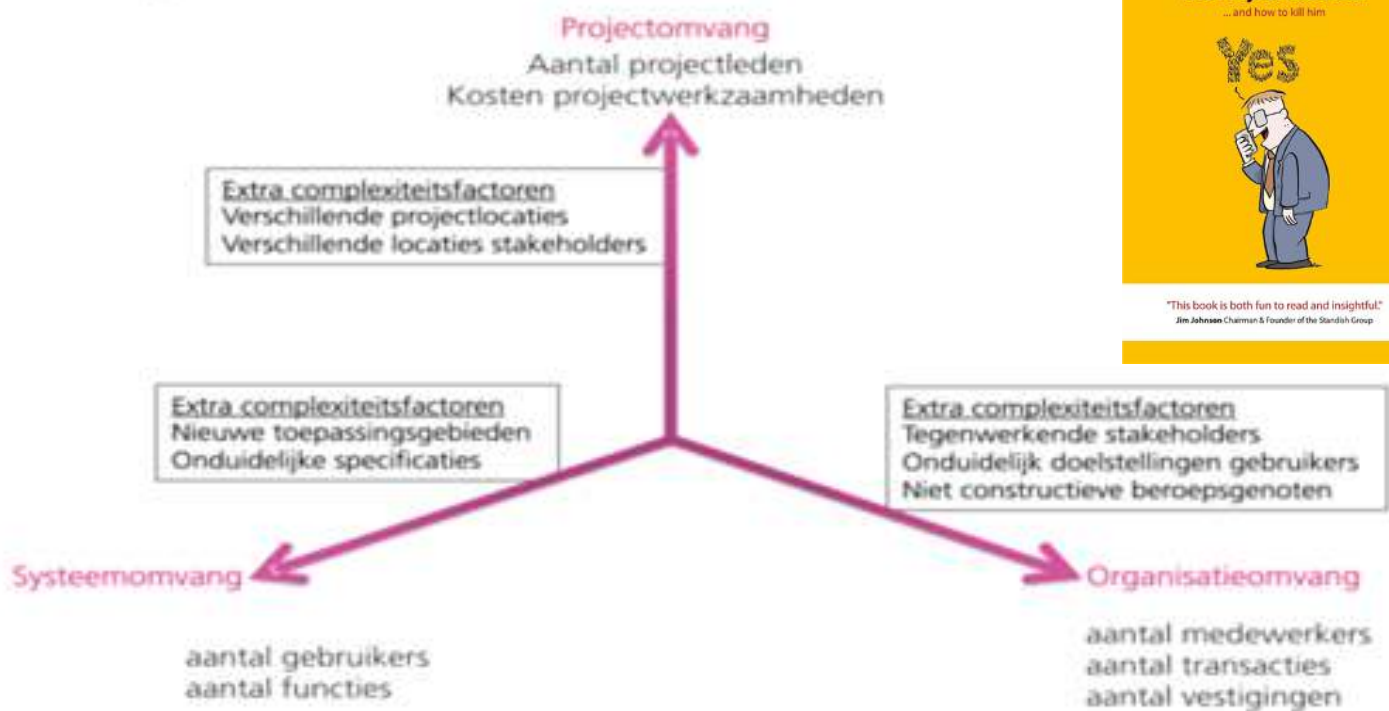 Projectomvang
Aantal projectleden
Kosten projectwerkzaamheden
Extra complexiteitsfactoren
Verschillende projectlocaties
Verschillende locaties stakeholders
Extra complexiteitsfactoren
Nieuwe toepassingsgebieden
Onduidelijke specificaties
Extra complexiteitsfactoren
Tegenwerkende stakeholders
Onduidelijk doelstellingen gebruikers
Niet constructieve beroepsgenoten
Systeemomvang
aantal gebruikers
aantal functies
Organisatieomvang
aantal medewerkers
aantal transacties
aantal vestigingen
... and how to kill him
Yes
"This book is both fun to read and insightful."
Jim Johnson Chairman & Founder of the Standish Group